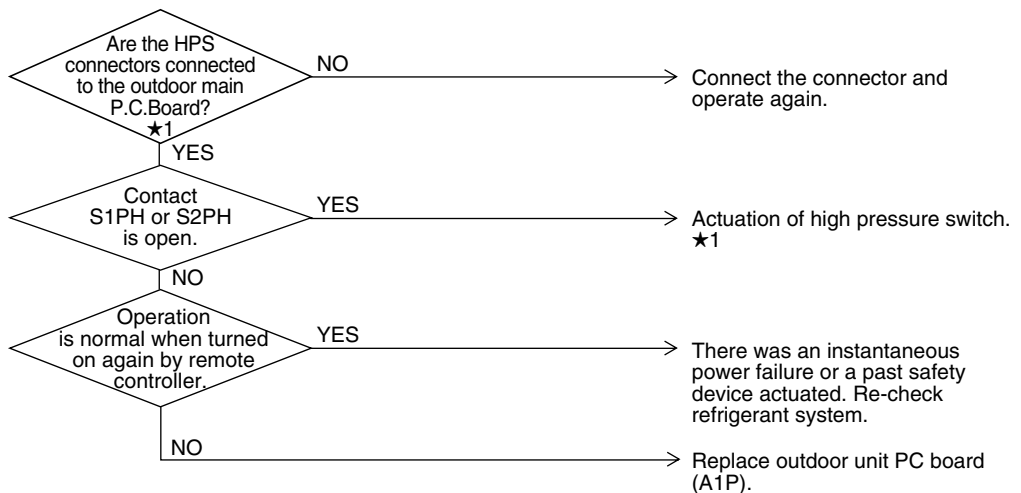 Are the HPS
connectors connected
to the outdoor main
P.C.Board?
★1
NO
Connect the connector and
operate again.
YES
Contact
S1PH or S2PH
is open.
YES
Actuation of high pressure switch.
★1
NO
Operation
is normal when turned
on again by remote
controller.
YES
There was an instantaneous
power failure or a past safety
device actuated. Re-check
refrigerant system.
NO
Replace outdoor unit PC board
(A1P).